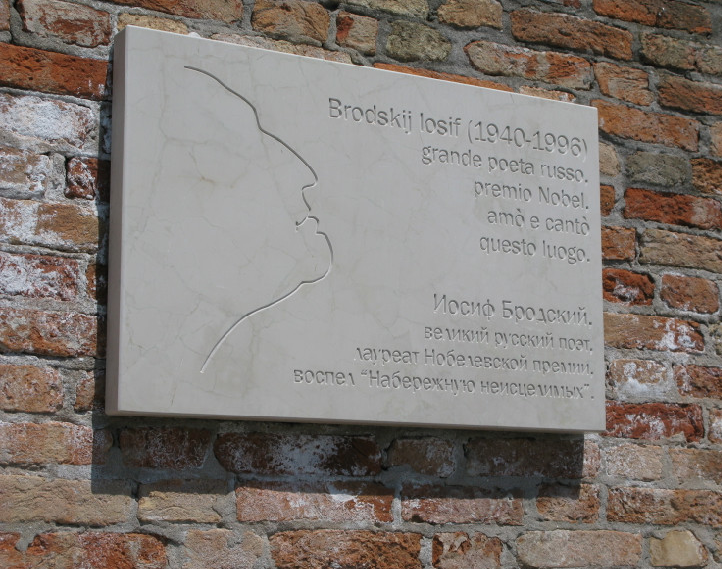 Brodskij Iosif (1940-1996)
grande poeta russo.
premio Nobel.
amò e cantò
questo luogo.
Иосиф Бродский.
великий русский поэт.
лауреат Нобелевской премии.
воспел "Набережную неисцелимых".